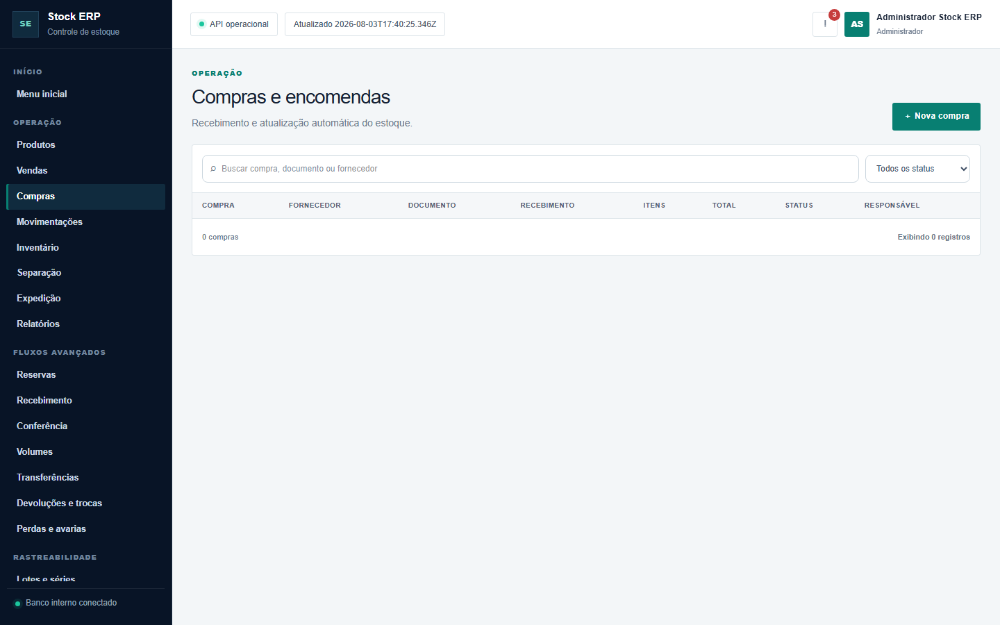 SE
Stock ERP
Controle de estoque
INÍCIO
Menu inicial
OPERAÇÃO
Produtos
Vendas
Compras
Movimentações
Inventário
Separação
Expedição
Relatórios
FLUXOS AVANÇADOS
Reservas
Recebimento
Conferência
Volumes
Transferências
Devoluções e trocas
Perdas e avarias
RASTREABILIDADE
Lotes e séries
Banco interno conectado
API operacional
Atualizado 2026-08-03T17:40:25.346Z
!
3
AS
Administrador Stock ERP
Administrador
OPERAÇÃO
Compras e encomendas
Recebimento e atualização automática do estoque.
+ Nova compra
Buscar compra, documento ou fornecedor
Todos os status
COMPRA FORNECEDOR DOCUMENTO RECEBIMENTO ITENS TOTAL STATUS RESPONSÁVEL
0 compras
Exibindo 0 registros